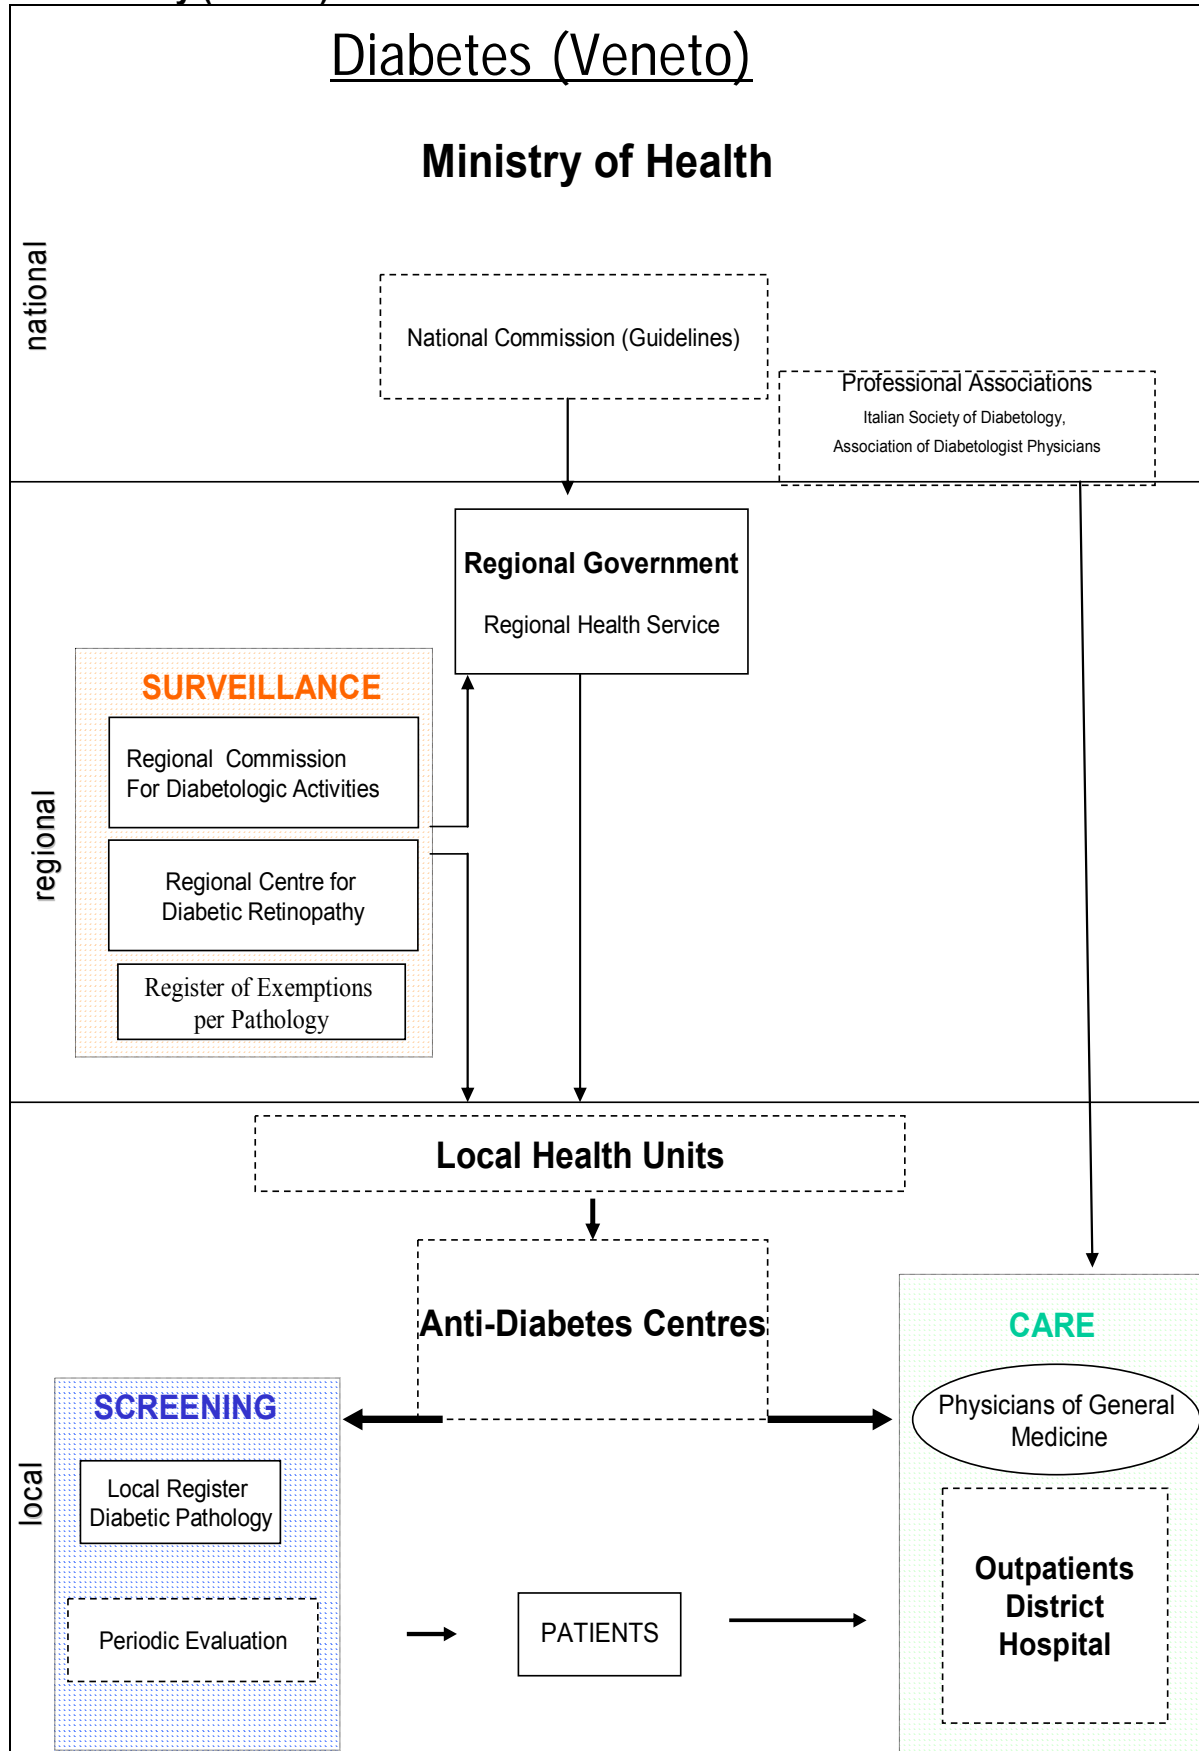 Diabetes (Veneto)
Ministry of Health
national
National Commission (Guidelines)
Professional Associations
Italian Society of Diabetology,
Association of Diabetologist Physicians
Regional Government
Regional Health Service
regional
SURVEILLANCE
Regional Commission
For Diabetologic Activities
Regional Centre for
Diabetic Retinopathy
Register of Exemptions
per Pathology
local
Local Health Units
Anti-Diabetes Centres
SCREENING
Local Register
Diabetic Pathology
Periodic Evaluation
PATIENTS
CARE
Physicians of General
Medicine
Outpatients
District
Hospital